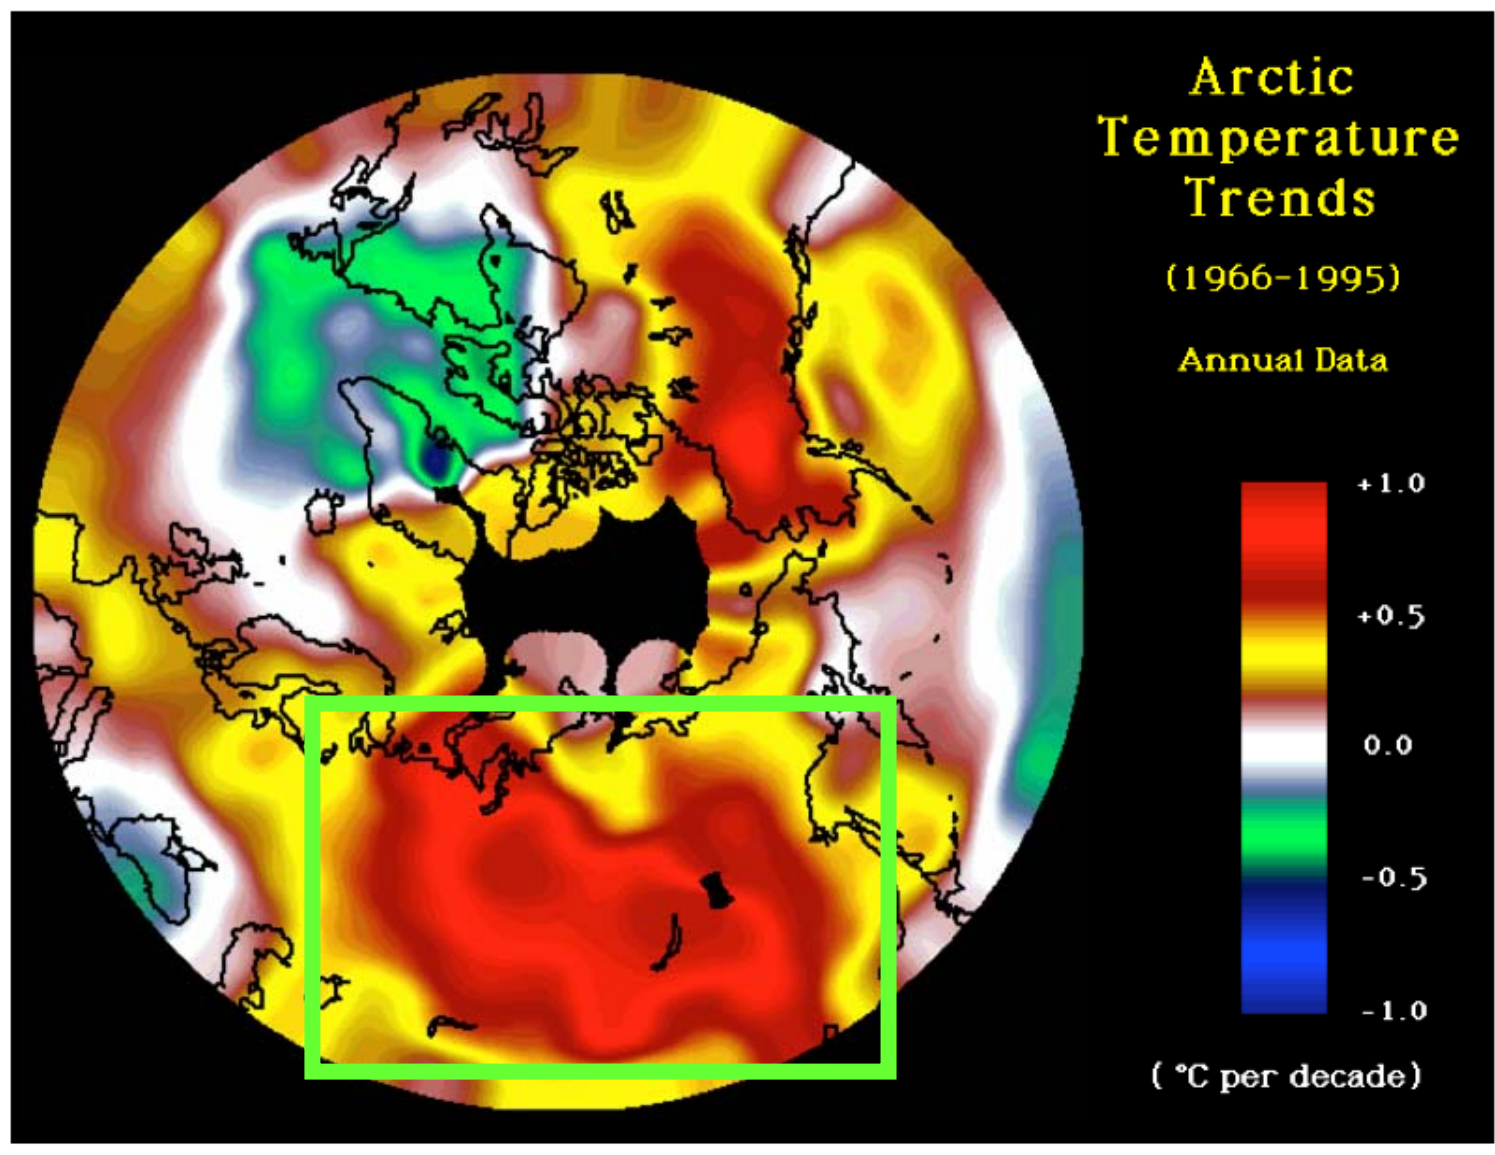 Arctic
Temperature
Trends
(1966-1995)
Annual Data
+1.0
+0.5
0.0
-0.5
-1.0
( °C per decade)